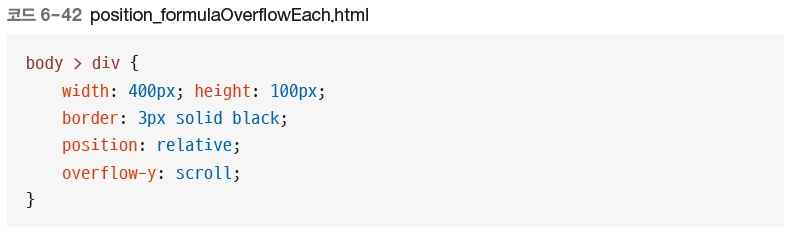 코드 6-42 position_formulaOverflowEach.html
body > div {
    width: 400px; height: 100px;
    border: 3px solid black;
    position: relative;
    overflow-y: scroll;
}